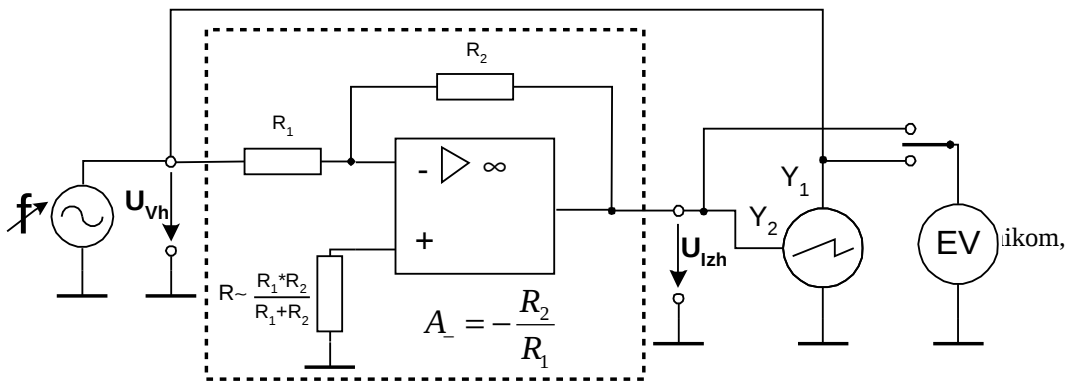 R2
R1
- ▷ ∞
f
UVh
Y1
Y2
+
UIzh
EV
ikom,
R~ R1*R2
R1+R2
A_ = - R2
R1